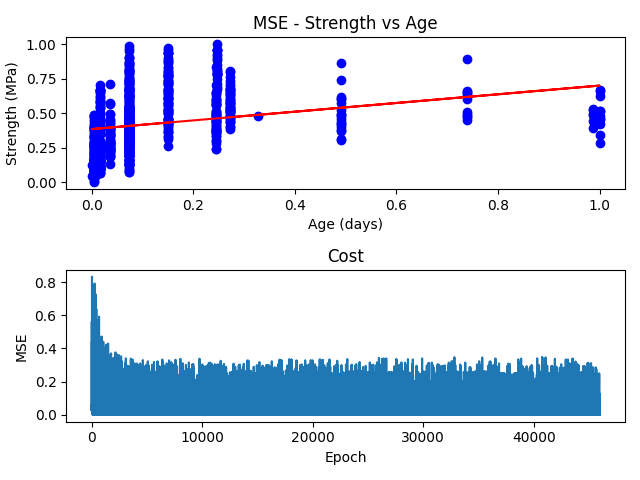 MSE - Strength vs Age
1.00
0.75
0.50
0.25
0.00
Strength (MPa)
0.0 0.2 0.4 0.6 0.8 1.0
Age (days)
Cost
0.8
0.6
0.4
0.2
0.0
MSE
0 10000 20000 30000 40000
Epoch